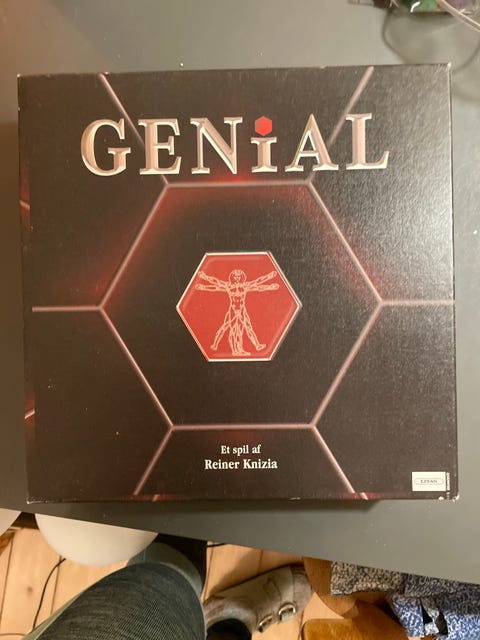 GENiAL
Et spil af
Reiner Knizia